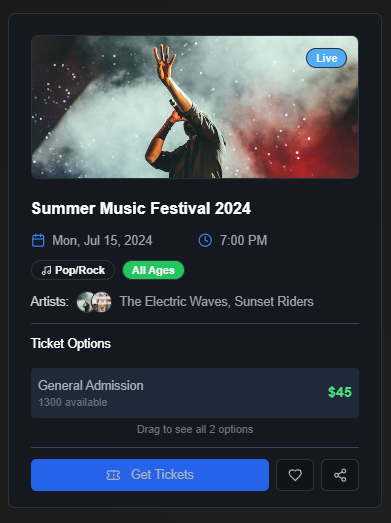 Live
Summer Music Festival 2024
Mon, Jul 15, 2024 7:00 PM
Pop/Rock All Ages
Artists: The Electric Waves, Sunset Riders
Ticket Options
General Admission
1300 available
$45
Drag to see all 2 options
Get Tickets